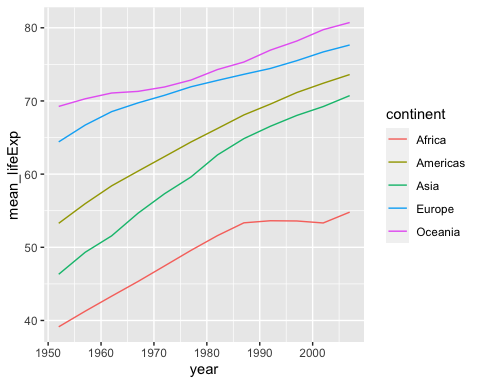 mean_lifeExp
80
70
60
50
40
1950 1960 1970 1980 1990 2000
year
continent
Africa
Americas
Asia
Europe
Oceania